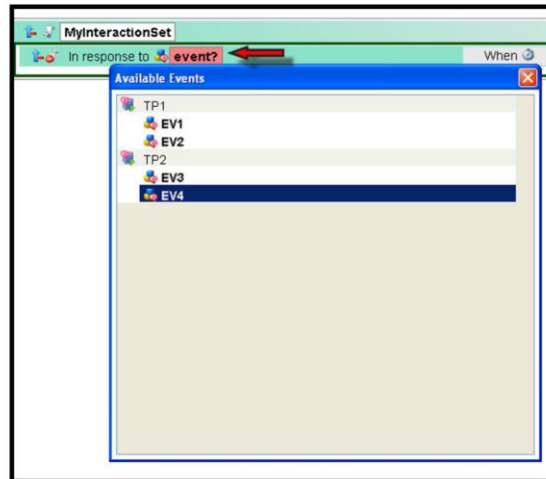 MyInteractionSet
In response to event? When
Available Events
TP1
EV1
EV2
TP2
EV3
EV4